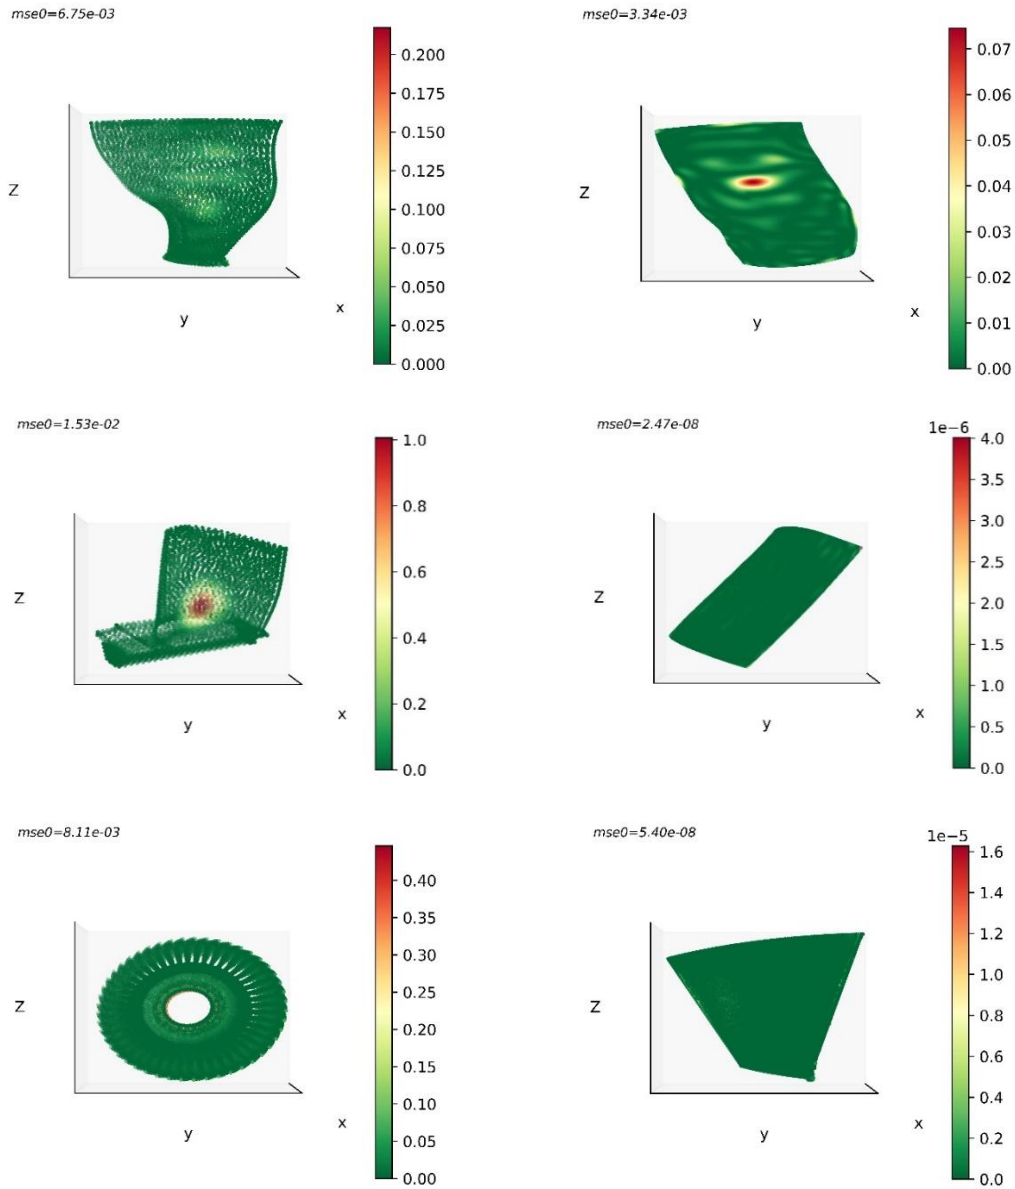 mse0=6.75e-03
0.200
0.175
0.150
0.125
0.100
0.075
0.050
0.025
0.000
Z
y
x
mse0=3.34e-03
0.07
0.06
0.05
0.04
0.03
0.02
0.01
0.00
Z
y
x
mse0=1.53e-02
1.0
0.8
0.6
0.4
0.2
0.0
Z
y
x
mse0=2.47e-08
1e−6
4.0
3.5
3.0
2.5
2.0
1.5
1.0
0.5
0.0
Z
y
x
mse0=8.11e-03
0.40
0.35
0.30
0.25
0.20
0.15
0.10
0.05
0.00
Z
y
x
mse0=5.40e-08
1e−5
1.6
1.4
1.2
1.0
0.8
0.6
0.4
0.2
0.0
Z
y
x